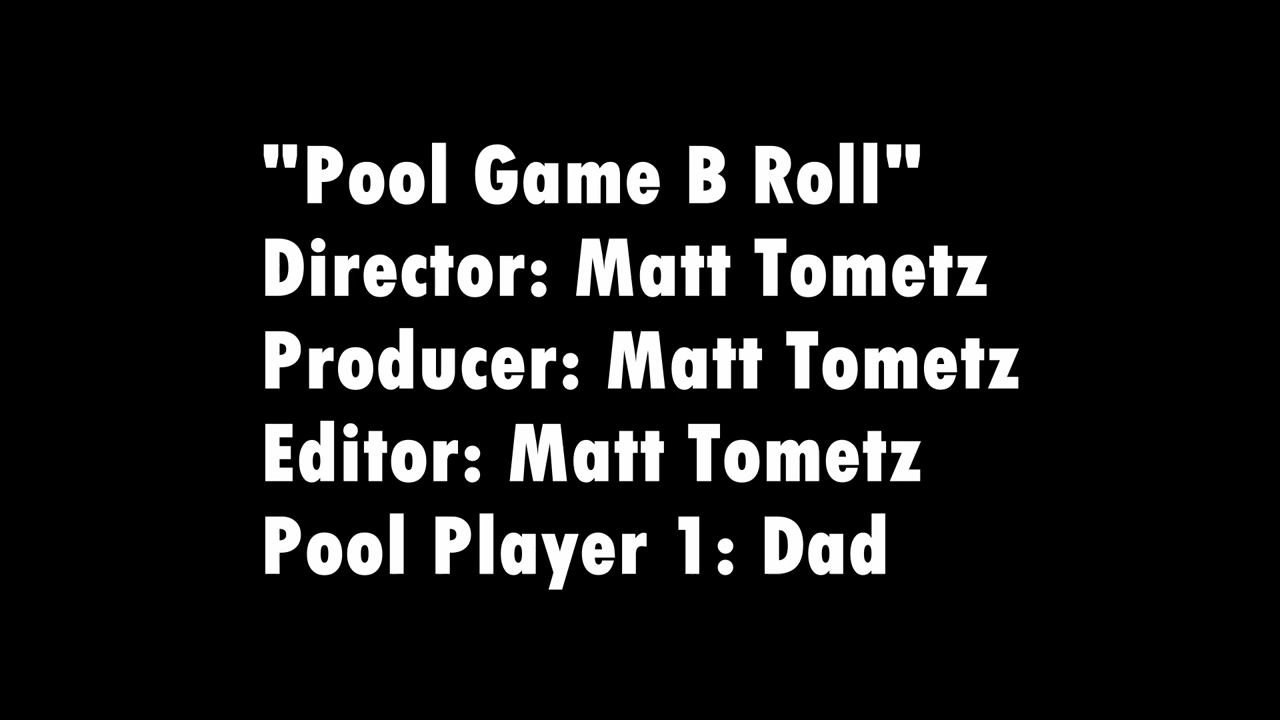 "Pool Game B Roll"
Director: Matt Tometz
Producer: Matt Tometz
Editor: Matt Tometz
Pool Player 1: Dad